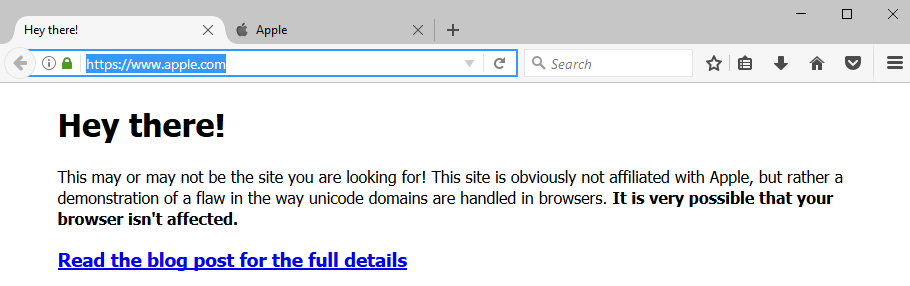 Hey there!
Apple
https://www.apple.com
Search
Hey there!
This may or may not be the site you are looking for! This site is obviously not affiliated with Apple, but rather a
demonstration of a flaw in the way unicode domains are handled in browsers. It is very possible that your
browser isn't affected.
Read the blog post for the full details